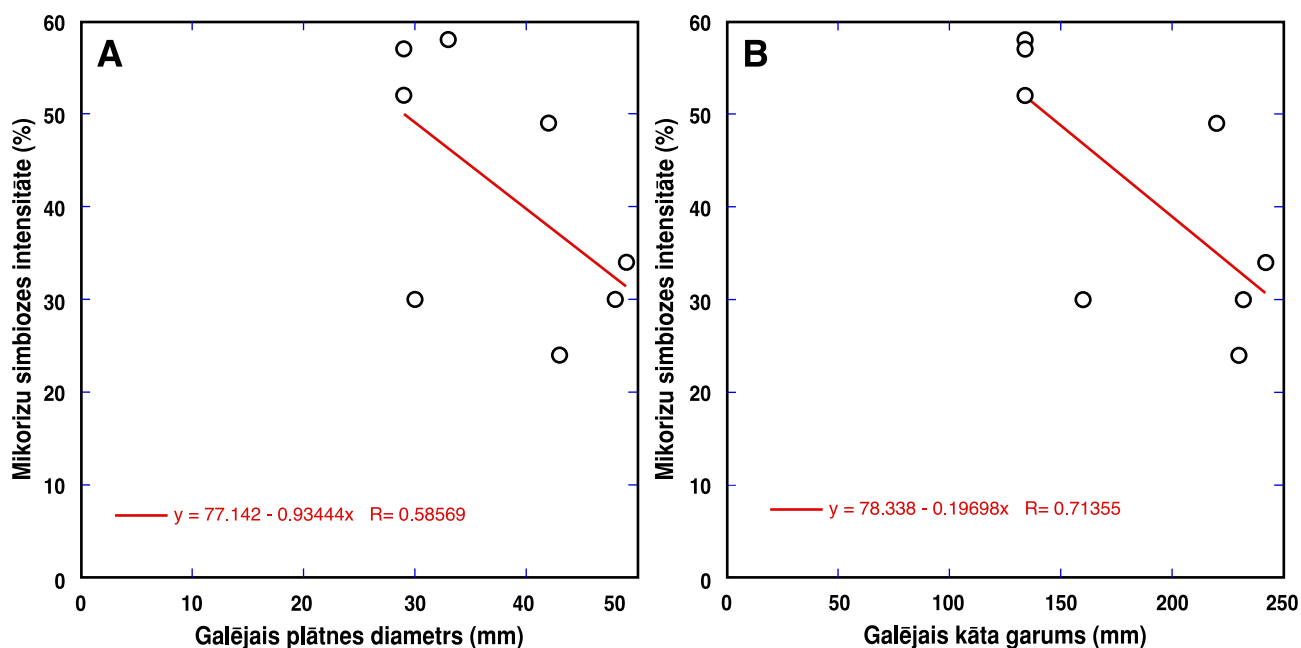 A
Mikorizu simbiozes intensitāte (%)
60
50
40
30
20
10
0
y = 77.142 - 0.93444x R= 0.58569
0 10 20 30 40 50
Galējais plātnes diametrs (mm)
B
Mikorizu simbiozes intensitāte (%)
60
50
40
30
20
10
0
y = 78.338 - 0.19698x R= 0.71355
0 50 100 150 200 250
Galējais kāta garums (mm)